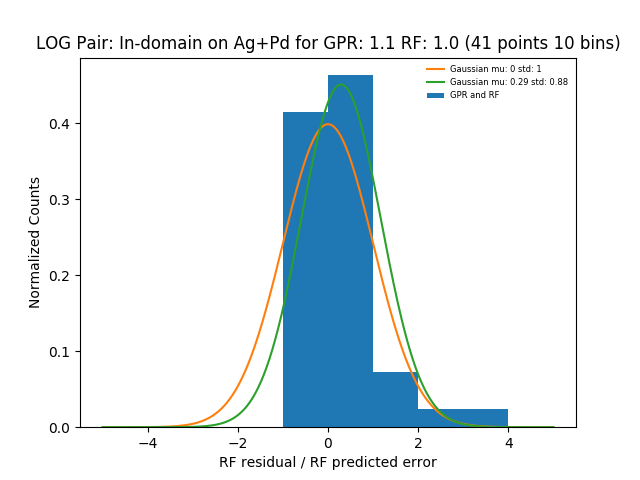 LOG Pair: In-domain on Ag+Pd for GPR: 1.1 RF: 1.0 (41 points 10 bins)
Gaussian mu: 0 std: 1
Gaussian mu: 0.29 std: 0.88
GPR and RF
Normalized Counts
0.4
0.3
0.2
0.1
0.0
−4 −2 0 2 4
RF residual / RF predicted error